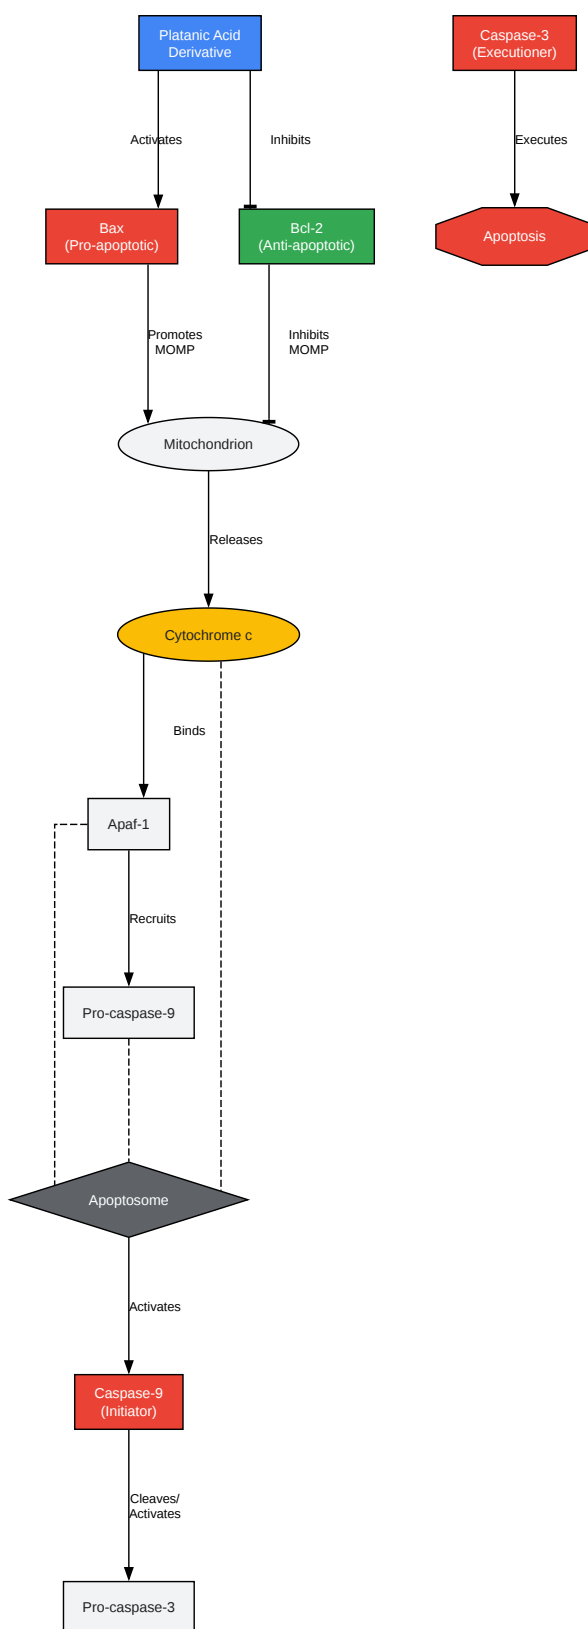 Platanic Acid
Derivative
Caspase-3
(Executioner)
Activates
Inhibits
Executes
Bax
(Pro-apoptotic)
Bcl-2
(Anti-apoptotic)
Apoptosis
Promotes
MOMP
Inhibits
MOMP
Mitochondrion
Releases
Cytochrome c
Binds
Apaf-1
Recruits
Pro-caspase-9
Apoptosome
Activates
Caspase-9
(Initiator)
Cleaves/
Activates
Pro-caspase-3